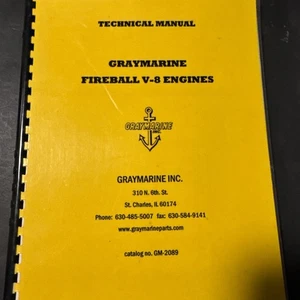 TECHNICAL MANUAL
GRAYMARINE
FIREBALL V-8 ENGINES
GRAYMARINE
GRAYMARINE INC.
310 N. 6th. St.
St. Charles, IL 60174
Phone: 630-485-5007 fax: 630-584-9141
www.graymarineparts.com
catalog no. GM-2089